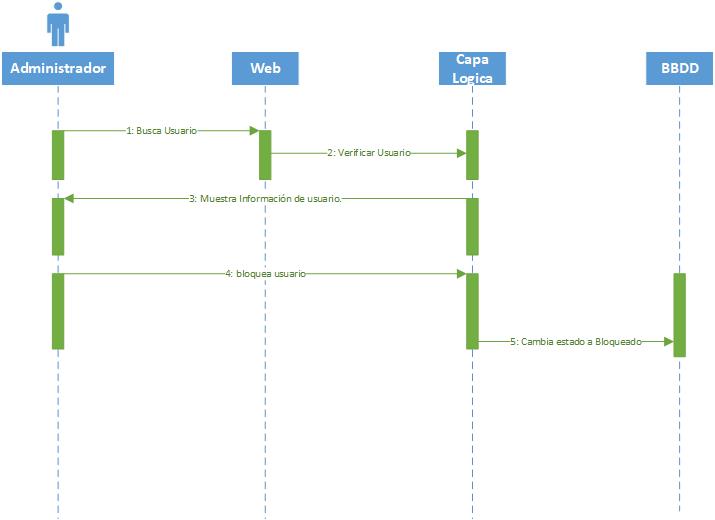 Administrador
Web
Capa
Logica
BBDD
1: Busca Usuario
2: Verificar Usuario
3: Muestra Información de usuario.
4: bloquea usuario
5: Cambia estado a Bloqueado